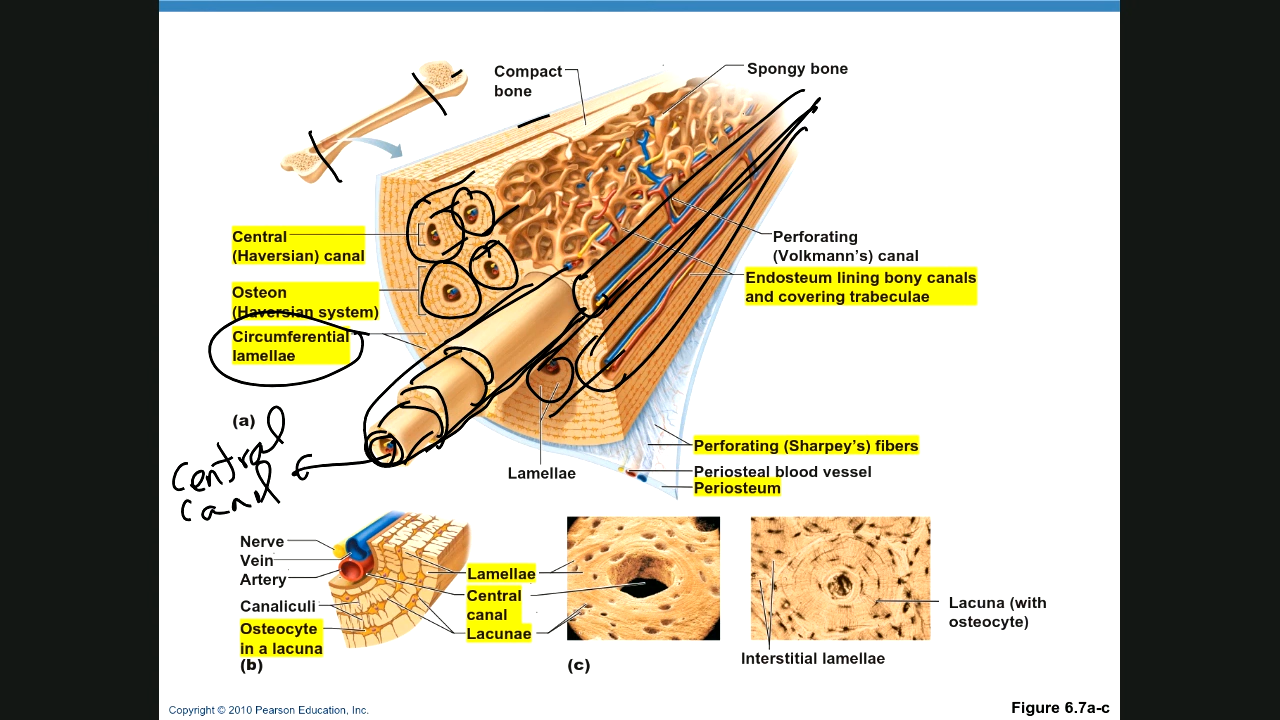 Compact
bone
Spongy bone
Central
(Haversian) canal
Perforating
(Volkmann’s) canal
Osteon
(Haversian system)
Endosteum lining bony canals
and covering trabeculae
Circumferential
lamellae
(a)
Central
canal
Lamellae
Perforating (Sharpey’s) fibers
Periosteal blood vessel
Periosteum
Nerve
Vein
Artery
Canaliculi
Osteocyte
in a lacuna
(b)
Lamellae
Central
canal
Lacunae
(c)
Lacuna (with
osteocyte)
Interstitial lamellae
Copyright © 2010 Pearson Education, Inc.
Figure 6.7a-c